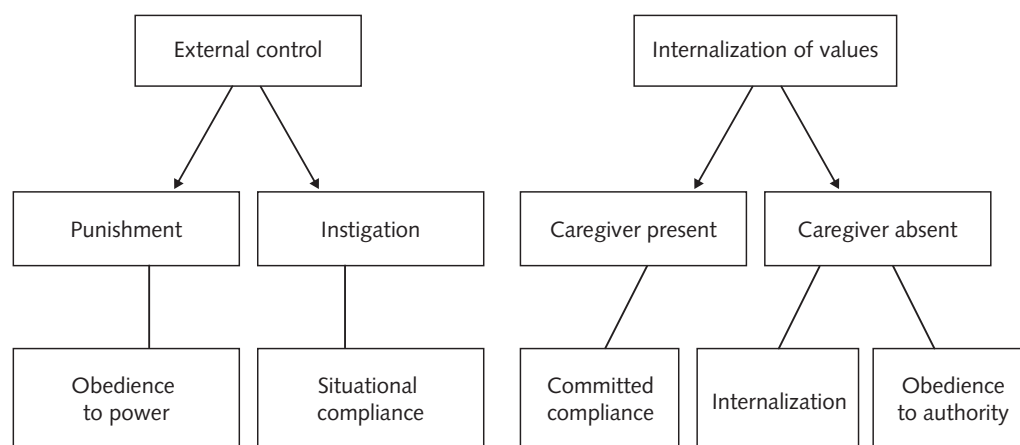 External control
Internalization of values
Punishment
Instigation
Caregiver present
Caregiver absent
Obedience
to power
Situational
compliance
Committed
compliance
Internalization
Obedience
to authority